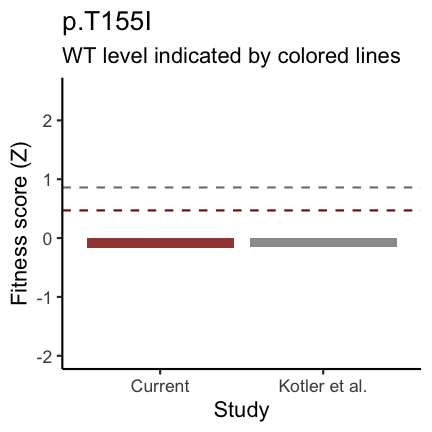 p.T155I
WT level indicated by colored lines
Fitness score (Z)
2
1
0
-1
-2
Current
Kotler et al.
Study